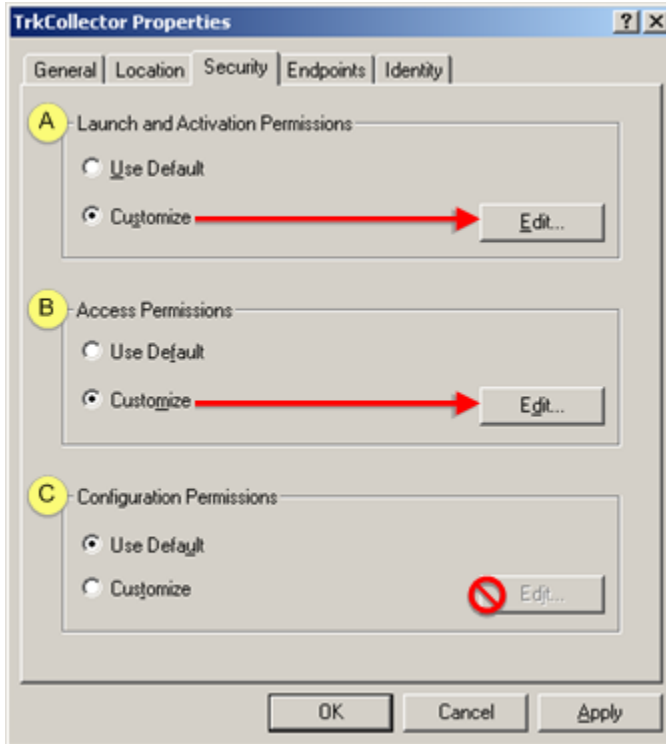 TrkCollector Properties
General Location Security Endpoints Identity
A Launch and Activation Permissions
Use Default
Customize Edit...
B Access Permissions
Use Default
Customize Edit...
C Configuration Permissions
Use Default
Customize Edit...
OK Cancel Apply